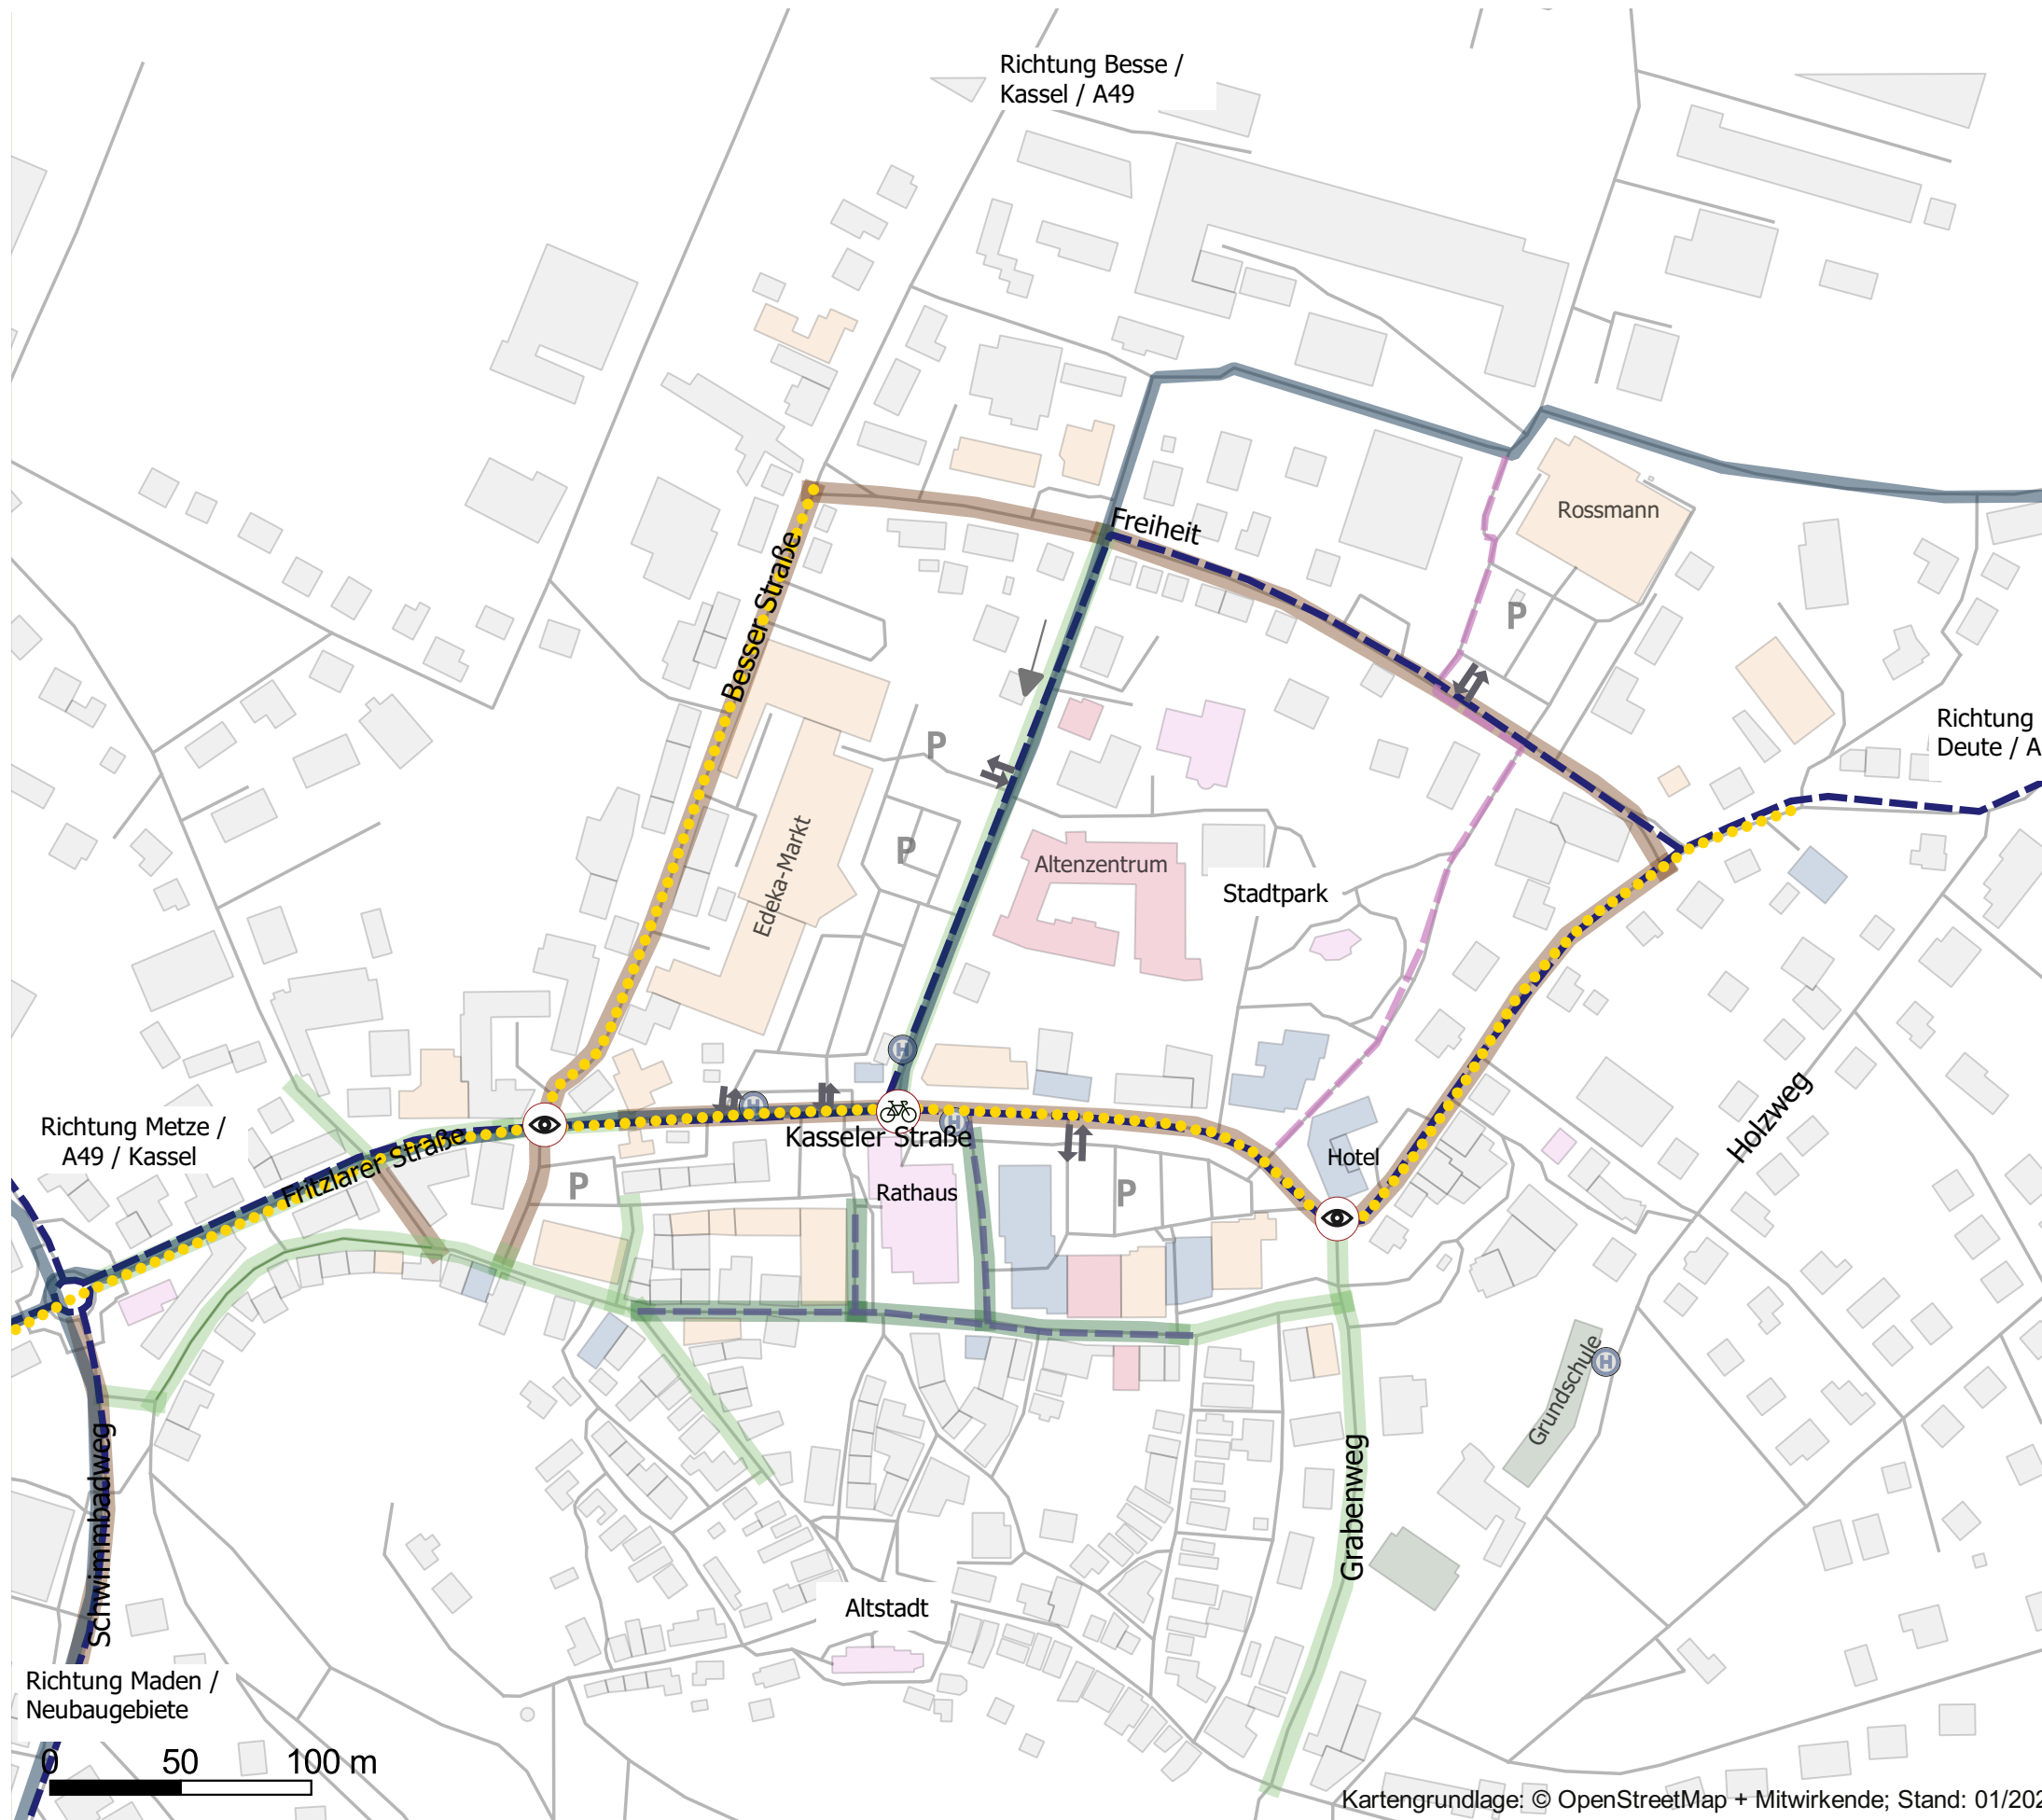 Richtung Besse /
Kassel / A49
Freiheit
Rossmann
P
Besser Straße
Richtung
Deute / A
P
P
Edeka-Markt
Altenzentrum
Stadtpark
H
H
H
Kasseler Straße
Richtung Metze /
A49 / Kassel
Fritzlarer Straße
Holzweg
Hotel
P
Rathaus
P
Grundschule
H
Schwimmbadweg
Grabenweg
Altstadt
Richtung Maden /
Neubaugebiete
0 50 100 m
Kartengrundlage: © OpenStreetMap + Mitwirkende; Stand: 01/202